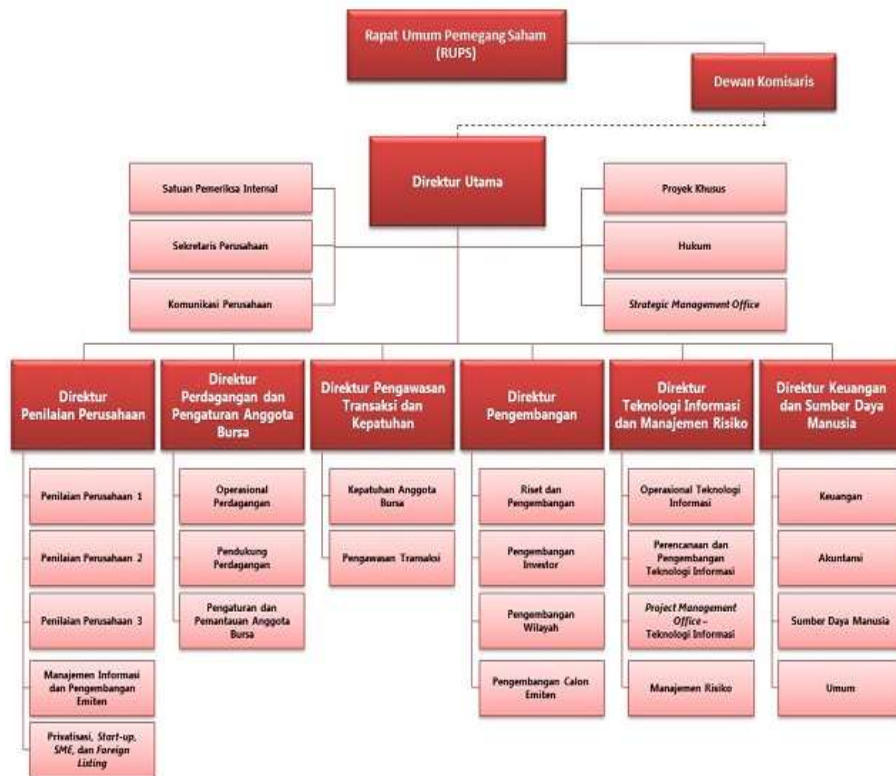 Rapat Umum Pemegang Saham
(RUPS)
Dewan Komisaris
Direktur Utama
Satuan Pemeriksa Internal
Sekretaris Perusahaan
Komunikasi Perusahaan
Proyek Khusus
Hukum
Strategic Management Office
Direktur
Penilaian Perusahaan
Direktur
Perdagangan dan
Pengaturan Anggota
Bursa
Direktur Pengawasan
Transaksi dan
Kepatuhan
Direktur
Pengembangan
Direktur
Teknologi Informasi
dan Manajemen Risiko
Direktur Keuangan
dan Sumber Daya
Manusia
Penilaian Perusahaan 1
Penilaian Perusahaan 2
Penilaian Perusahaan 3
Manajemen Informasi
dan Pengembangan
Emiten
Privatisasi, Start-up,
SME, dan Foreign
Listing
Operasional
Perdagangan
Pendukung
Perdagangan
Pengaturan dan
Pemantauan Anggota
Bursa
Kepatuhan Anggota
Bursa
Pengawasan Transaksi
Riset dan
Pengembangan
Pengembangan
Investor
Pengembangan
Wilayah
Pengembangan Calon
Emiten
Operasional Teknologi
Informasi
Perencanaan dan
Pengembangan
Teknologi Informasi
Project Management
Office –
Teknologi Informasi
Manajemen Risiko
Keuangan
Akuntansi
Sumber Daya Manusia
Umum